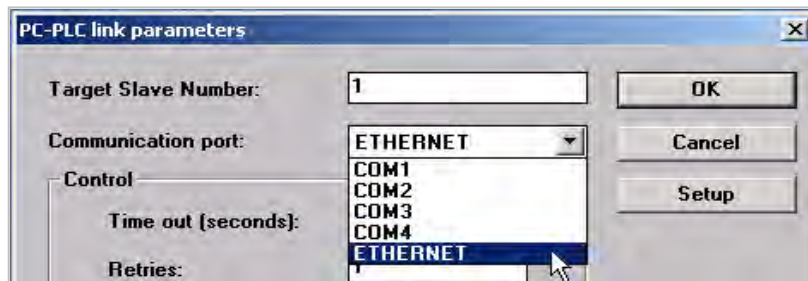 PC-PLC link parameters
Target Slave Number: 1 OK
Communication port: ETHERNET Cancel
COM1
Control COM2 Setup
COM3
Time out (seconds): COM4
ETHERNET
Retries: